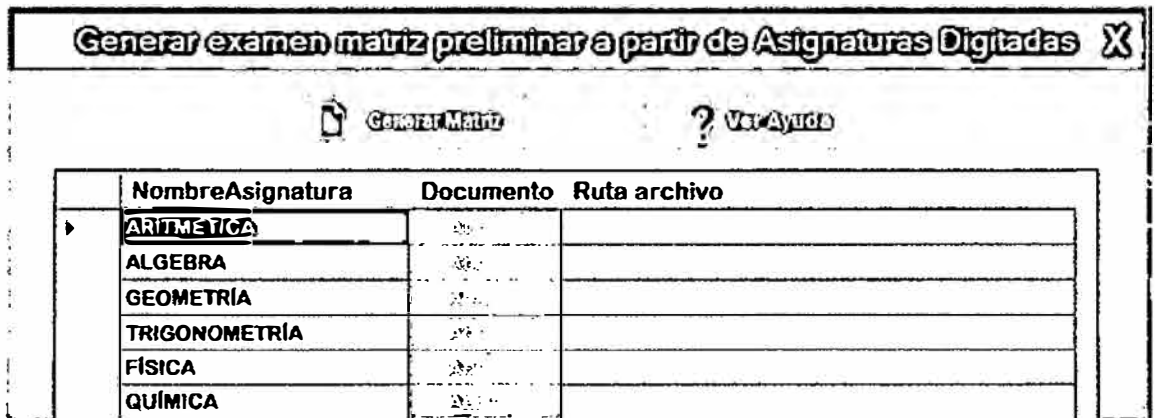 Generar examen matriz preliminar a partir de Asignaturas Digitadas X
Generar Matriz ? Ver Ayuda
NombreAsignatura Documento Ruta archivo
ARITMETICA
ALGEBRA
GEOMETRÍA
TRIGONOMETRÍA
FÍSICA
QUÍMICA